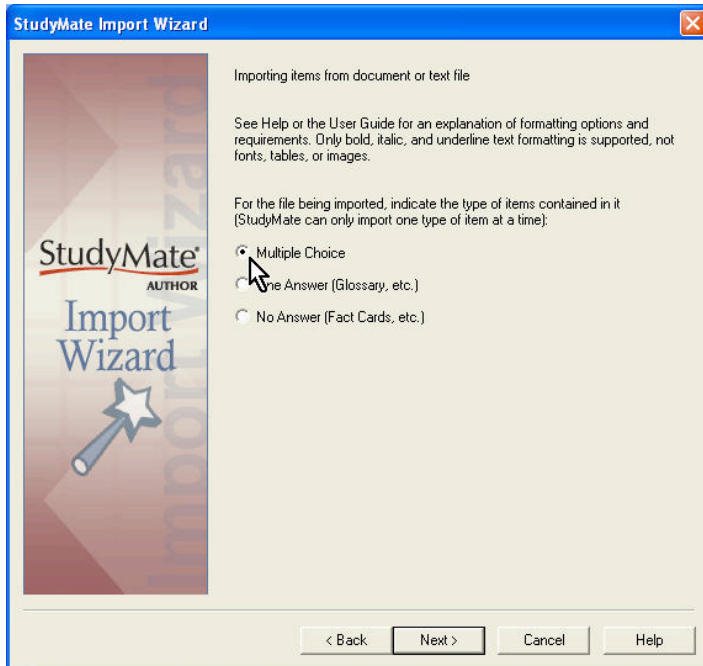 StudyMate Import Wizard
Importing items from document or text file
See Help or the User Guide for an explanation of formatting options and
requirements. Only bold, italic, and underline text formatting is supported, not
fonts, tables, or images.
For the file being imported, indicate the type of items contained in it
(StudyMate can only import one type of item at a time):
Multiple Choice
Answer (Glossary, etc.)
No Answer (Fact Cards, etc.)
StudyMate®
AUTHOR
Import
Wizard
Import Wizard
< Back
Next >
Cancel
Help